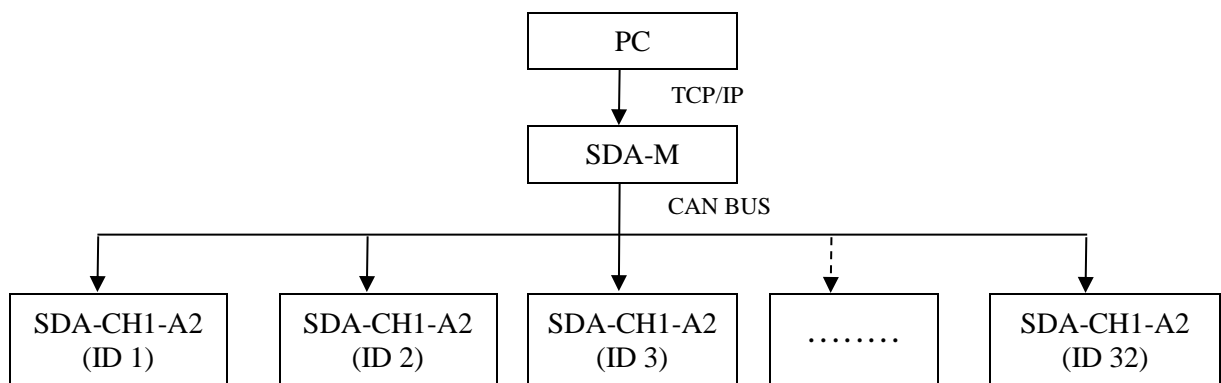 PC
TCP/IP
SDA-M
CAN BUS
SDA-CH1-A2
(ID 1)
SDA-CH1-A2
(ID 2)
SDA-CH1-A2
(ID 3)
........
SDA-CH1-A2
(ID 32)